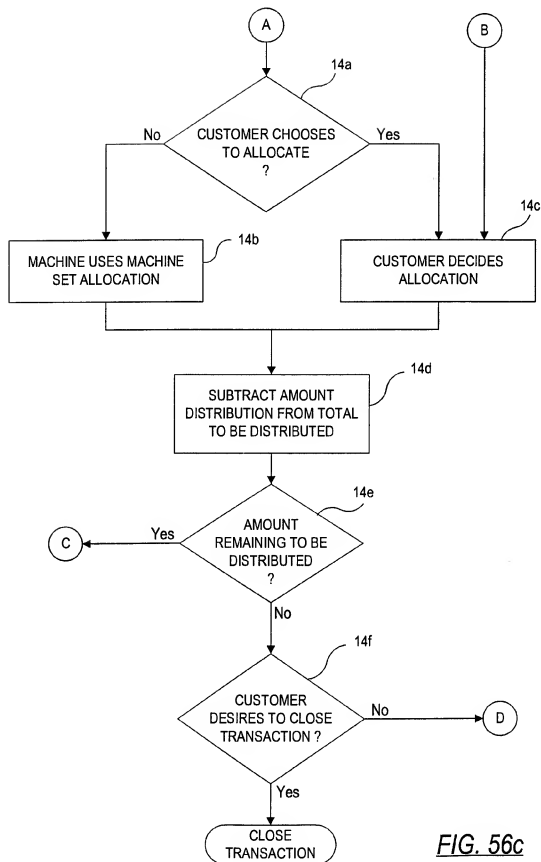 A
B
14a
CUSTOMER CHOOSES
TO ALLOCATE
?
No
Yes
14b
14c
MACHINE USES MACHINE
SET ALLOCATION
CUSTOMER DECIDES
ALLOCATION
14d
SUBTRACT AMOUNT
DISTRIBUTION FROM TOTAL
TO BE DISTRIBUTED
14e
AMOUNT
REMAINING TO BE
DISTRIBUTED
?
Yes
C
No
14f
CUSTOMER
DESIRES TO CLOSE
TRANSACTION ?
No
D
Yes
CLOSE
TRANSACTION
FIG. 56c